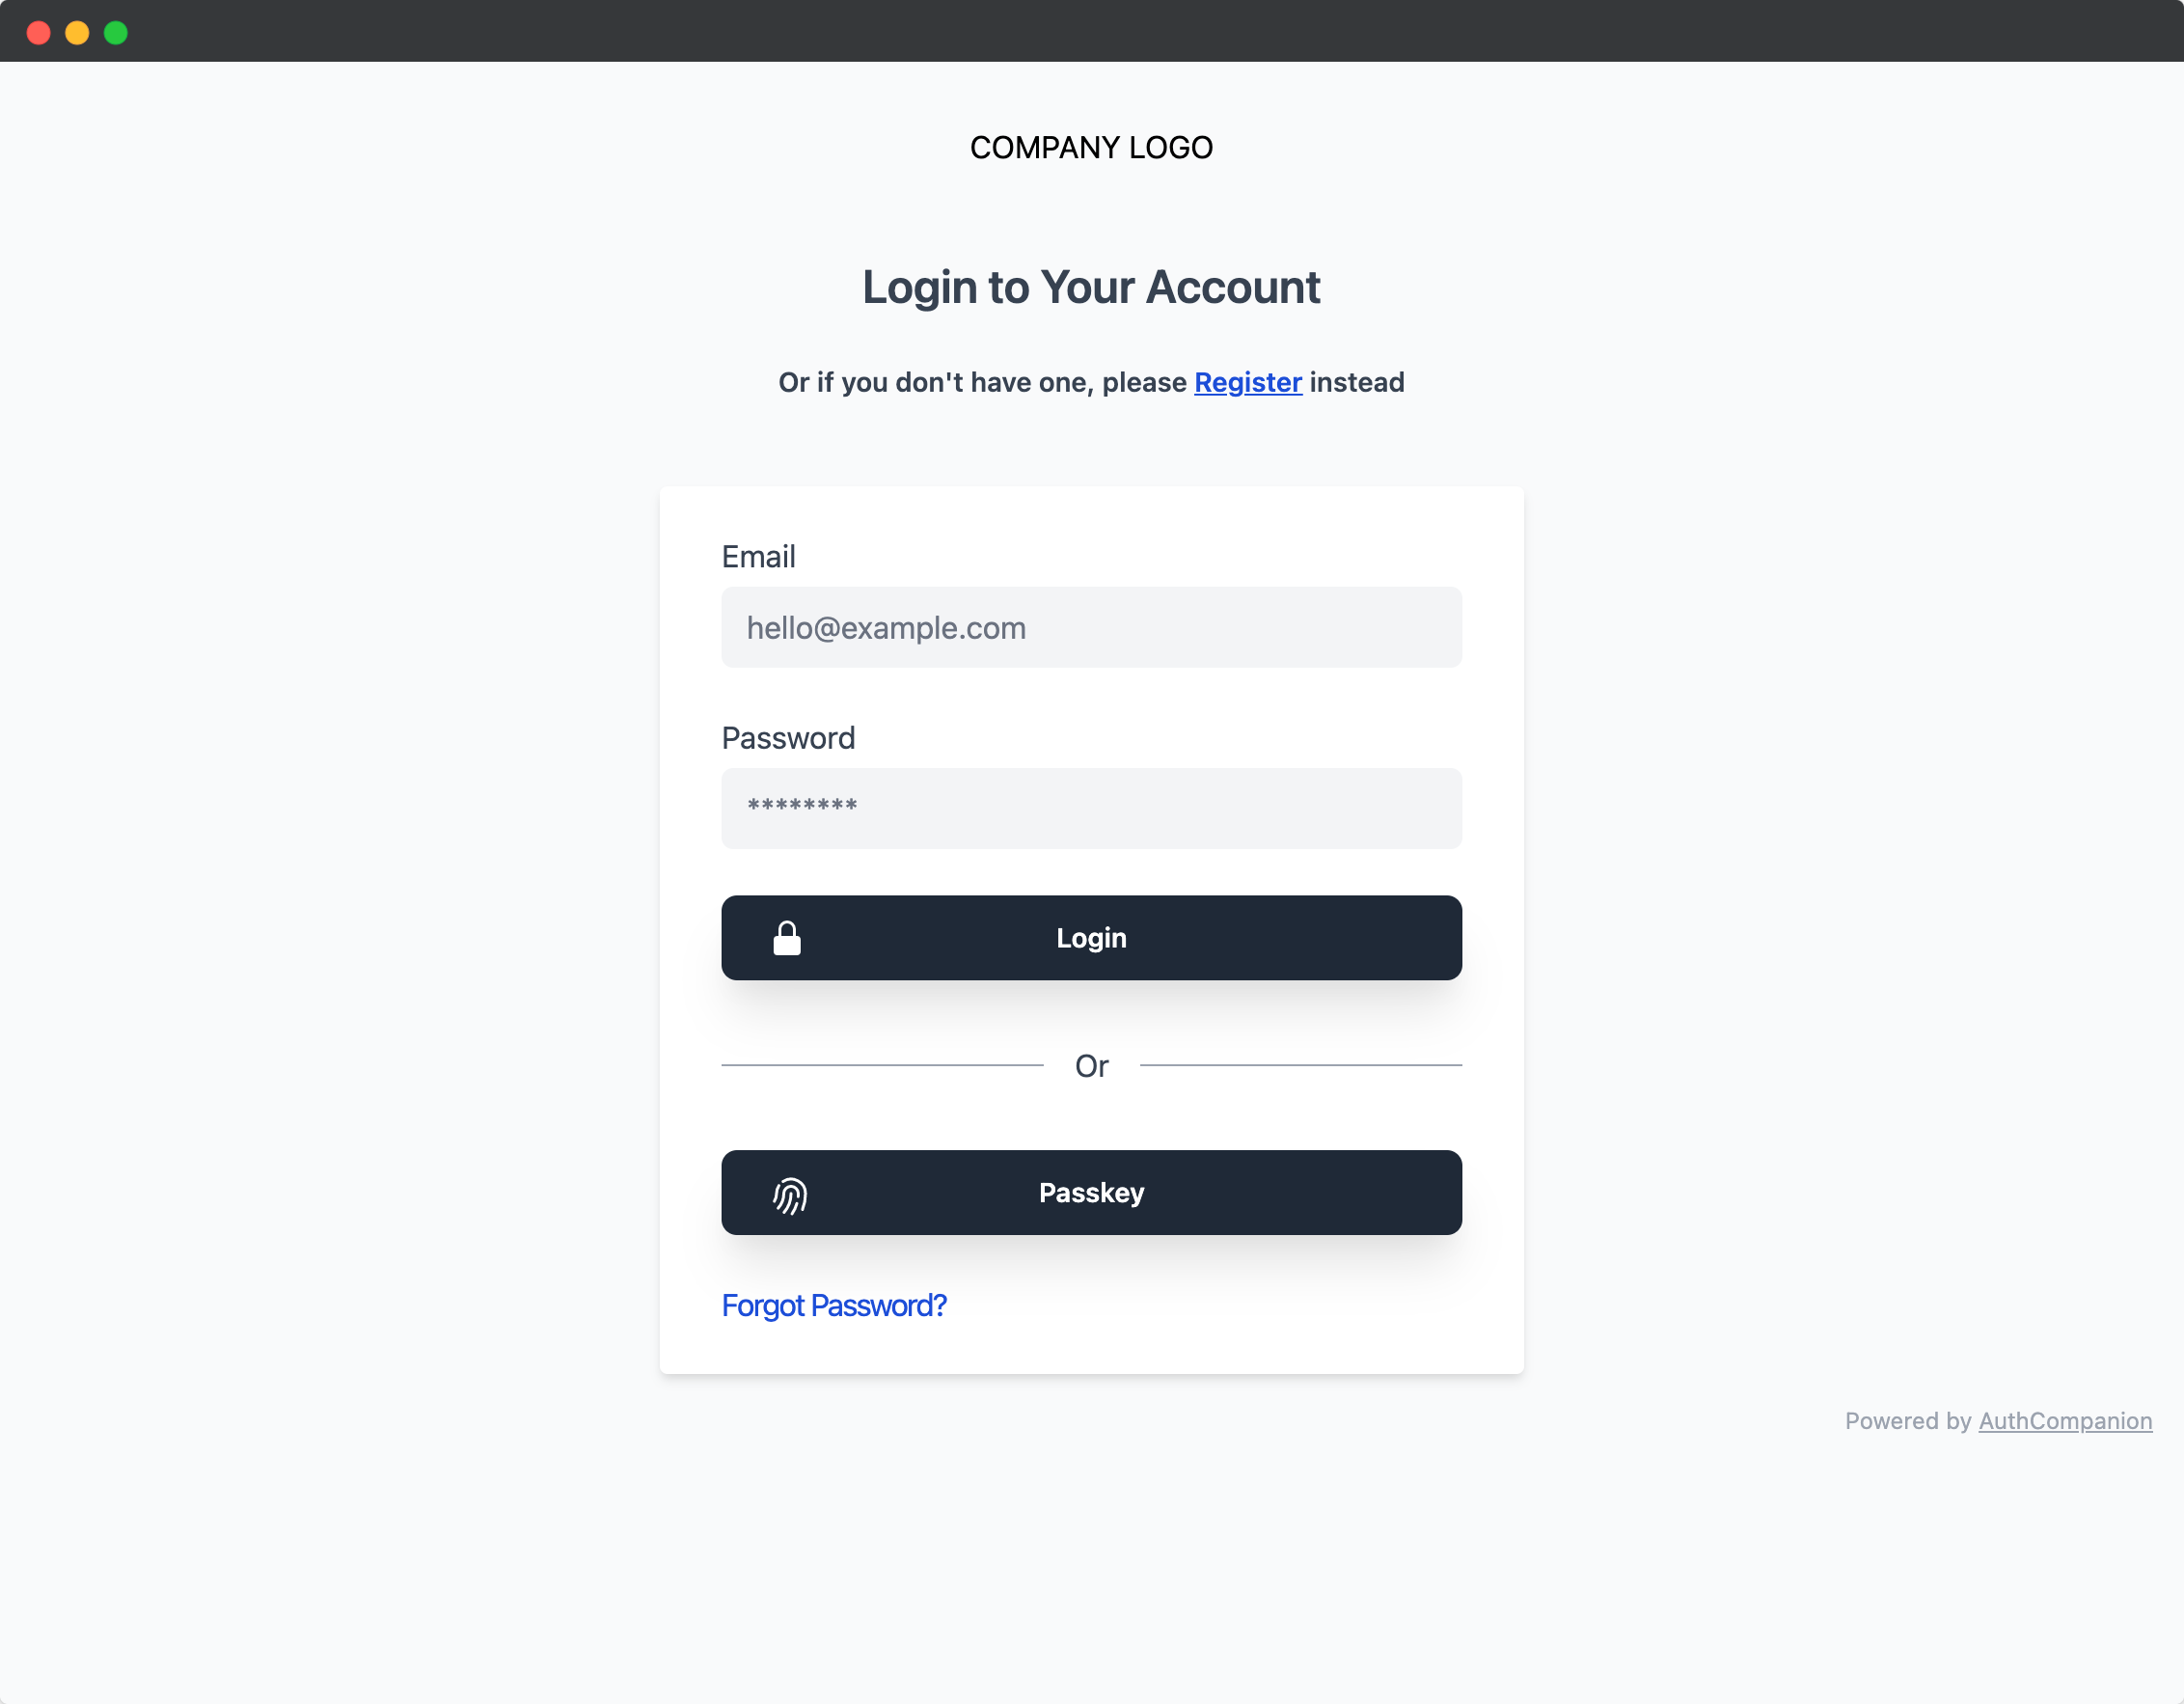 COMPANY LOGO
Login to Your Account
Or if you don't have one, please Register instead
Email
hello@example.com
Password
********
Login
Or
Passkey
Forgot Password?
Powered by AuthCompanion